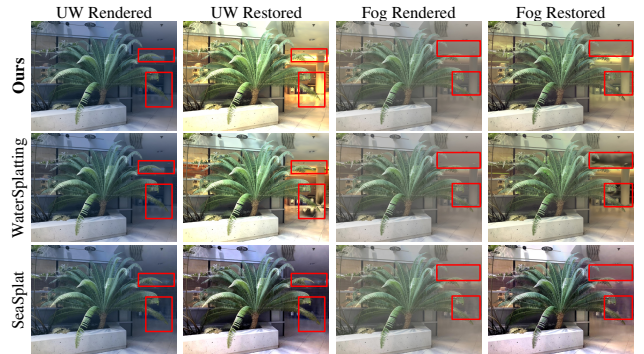 UW Rendered UW Restored Fog Rendered Fog Restored
Ours
WaterSplatting
SeaSplat